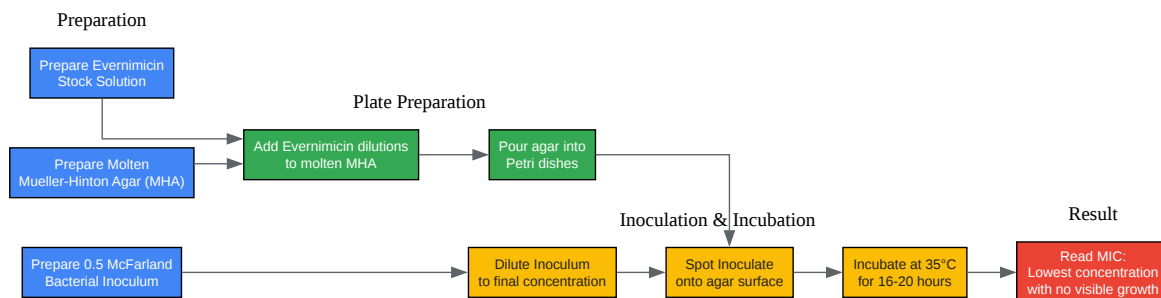 Preparation
Prepare Evernimicin
Stock Solution
Plate Preparation
Add Evernimicin dilutions
to molten MHA
Pour agar into
Petri dishes
Prepare Molten
Mueller-Hinton Agar (MHA)
Inoculation & Incubation
Result
Prepare 0.5 McFarland
Bacterial Inoculum
Dilute Inoculum
to final concentration
Spot Inoculate
onto agar surface
Incubate at 35°C
for 16-20 hours
Read MIC:
Lowest concentration
with no visible growth